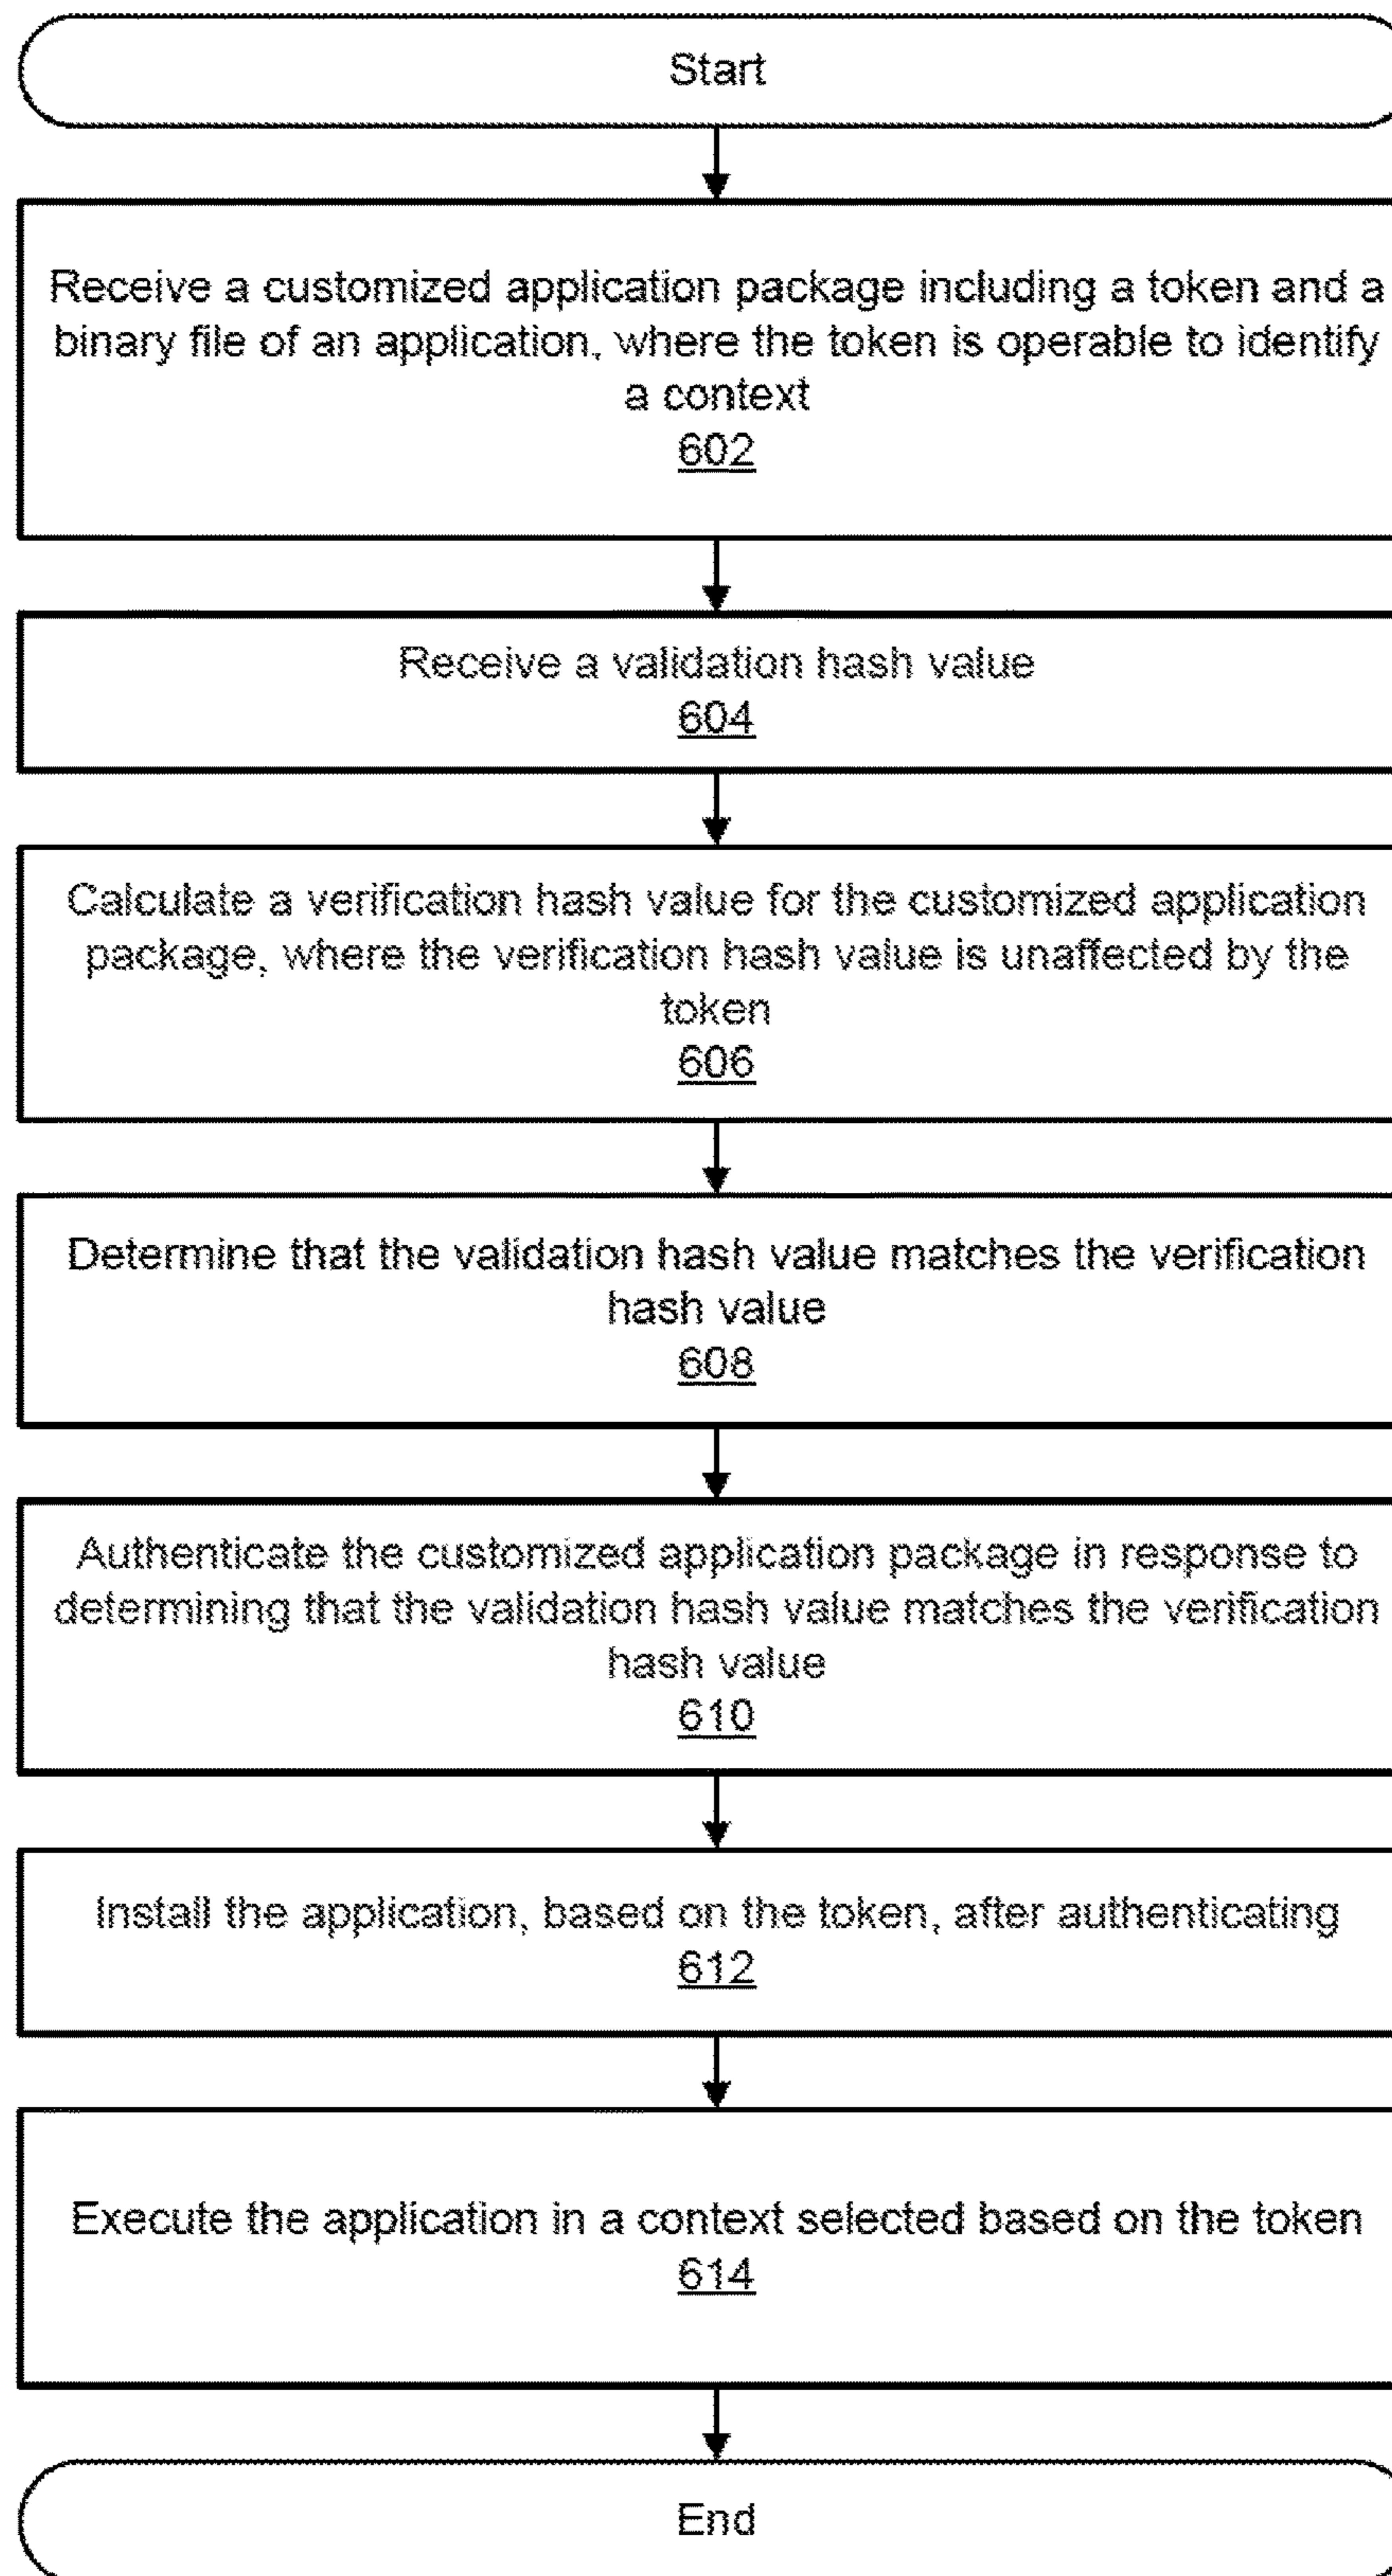 Start
Receive a customized application package including a token and a
binary file of an application, where the token is operable to identify
a context
602
Receive a validation hash value
604
Calculate a verification hash value for the customized application
package, where the verification hash value is unaffected by the
token
606
Determine that the validation hash value matches the verification
hash value
608
Authenticate the customized application package in response to
determining that the validation hash value matches the verification
hash value
610
Install the application, based on the token, after authenticating
612
Execute the application in a context selected based on the token
614
End